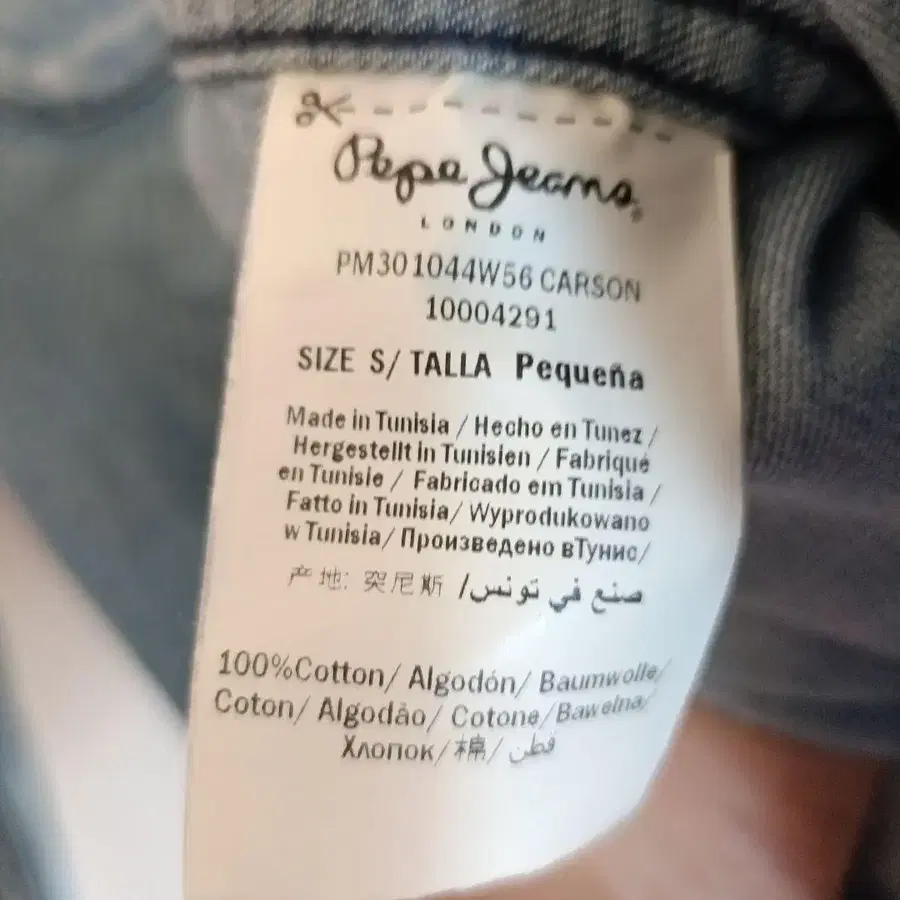 Pepe Jeans
LONDON
PM301044W56 CARSON
10004291
SIZE S/ TALLA Pequeña
Made in Tunisia / Hecho en Tunez /
Hergestellt in Tunisien / Fabriqué
en Tunisie / Fabricado em Tunisia /
Fatto in Tunisia/ Wyprodukowano
w Tunisia/ Произведено вТунис/
产地: 突尼斯/ صنع في تونس
100%Cotton/ Algodón/ Baumwolle/
Coton/ Algodão/ Cotone/Bawelna/
Хлопок/棉/ قطن